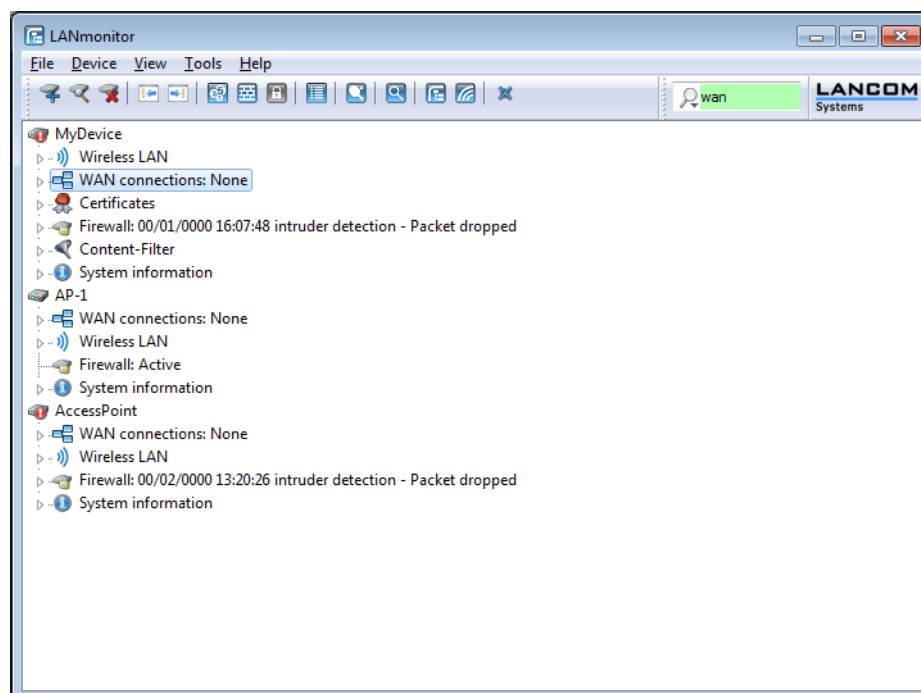 LANmonitor
File Device View Tools Help
wan
LANCOM
Systems
MyDevice
Wireless LAN
WAN connections: None
Certificates
Firewall: 00/01/0000 16:07:48 intruder detection - Packet dropped
Content-Filter
System information
AP-1
WAN connections: None
Wireless LAN
Firewall: Active
System information
AccessPoint
WAN connections: None
Wireless LAN
Firewall: 00/02/0000 13:20:26 intruder detection - Packet dropped
System information